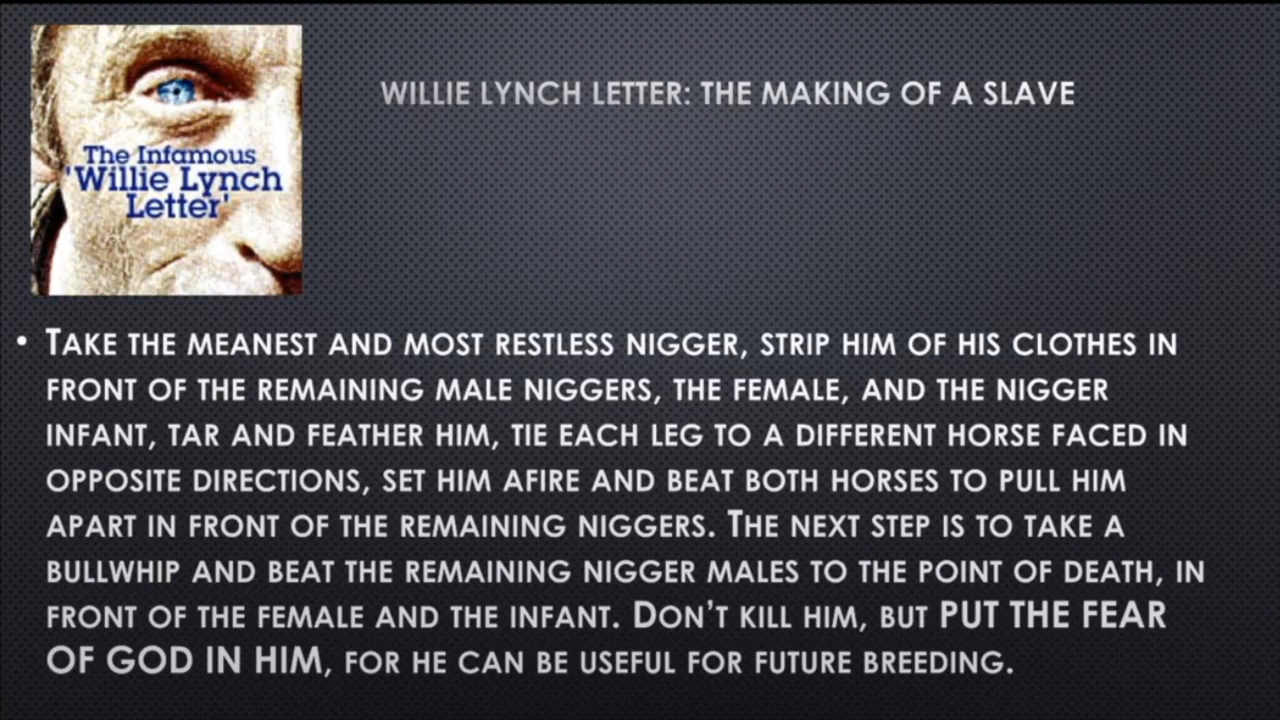 The Infamous
'Willie Lynch
Letter'
WILLIE LYNCH LETTER: THE MAKING OF A SLAVE
• TAKE THE MEANEST AND MOST RESTLESS NIGGER, STRIP HIM OF HIS CLOTHES IN
FRONT OF THE REMAINING MALE NIGGERS, THE FEMALE, AND THE NIGGER
INFANT, TAR AND FEATHER HIM, TIE EACH LEG TO A DIFFERENT HORSE FACED IN
OPPOSITE DIRECTIONS, SET HIM AFIRE AND BEAT BOTH HORSES TO PULL HIM
APART IN FRONT OF THE REMAINING NIGGERS. THE NEXT STEP IS TO TAKE A
BULLWHIP AND BEAT THE REMAINING NIGGER MALES TO THE POINT OF DEATH, IN
FRONT OF THE FEMALE AND THE INFANT. DON'T KILL HIM, BUT PUT THE FEAR
OF GOD IN HIM, FOR HE CAN BE USEFUL FOR FUTURE BREEDING.